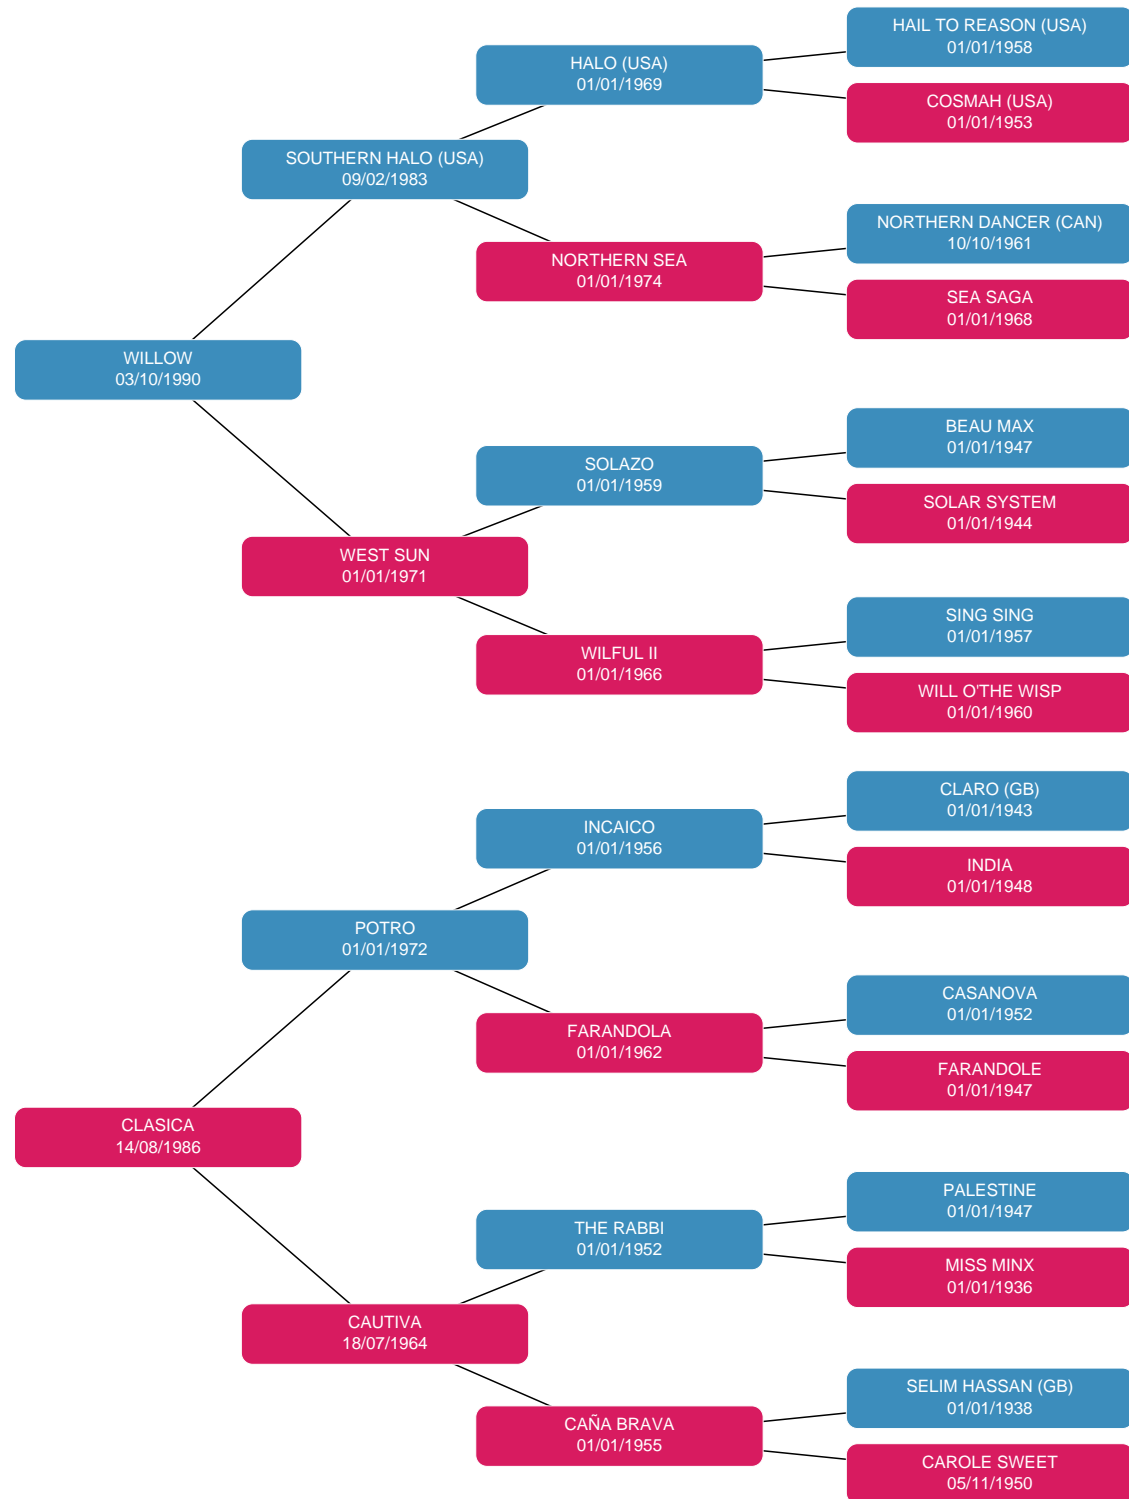 HAIL TO REASON (USA)
01/01/1958
HALO (USA)
01/01/1969
COSMAH (USA)
01/01/1953
SOUTHERN HALO (USA)
09/02/1983
NORTHERN DANCER (CAN)
10/10/1961
NORTHERN SEA
01/01/1974
SEA SAGA
01/01/1968
WILLOW
03/10/1990
BEAU MAX
01/01/1947
SOLAZO
01/01/1959
SOLAR SYSTEM
01/01/1944
WEST SUN
01/01/1971
SING SING
01/01/1957
WILFUL II
01/01/1966
WILL O'THE WISP
01/01/1960
CLARO (GB)
01/01/1943
INCAICO
01/01/1956
INDIA
01/01/1948
POTRO
01/01/1972
CASANOVA
01/01/1952
FARANDOLA
01/01/1962
FARANDOLE
01/01/1947
CLASICA
14/08/1986
PALESTINE
01/01/1947
THE RABBI
01/01/1952
MISS MINX
01/01/1936
CAUTIVA
18/07/1964
SELIM HASSAN (GB)
01/01/1938
CAÑA BRAVA
01/01/1955
CAROLE SWEET
05/11/1950